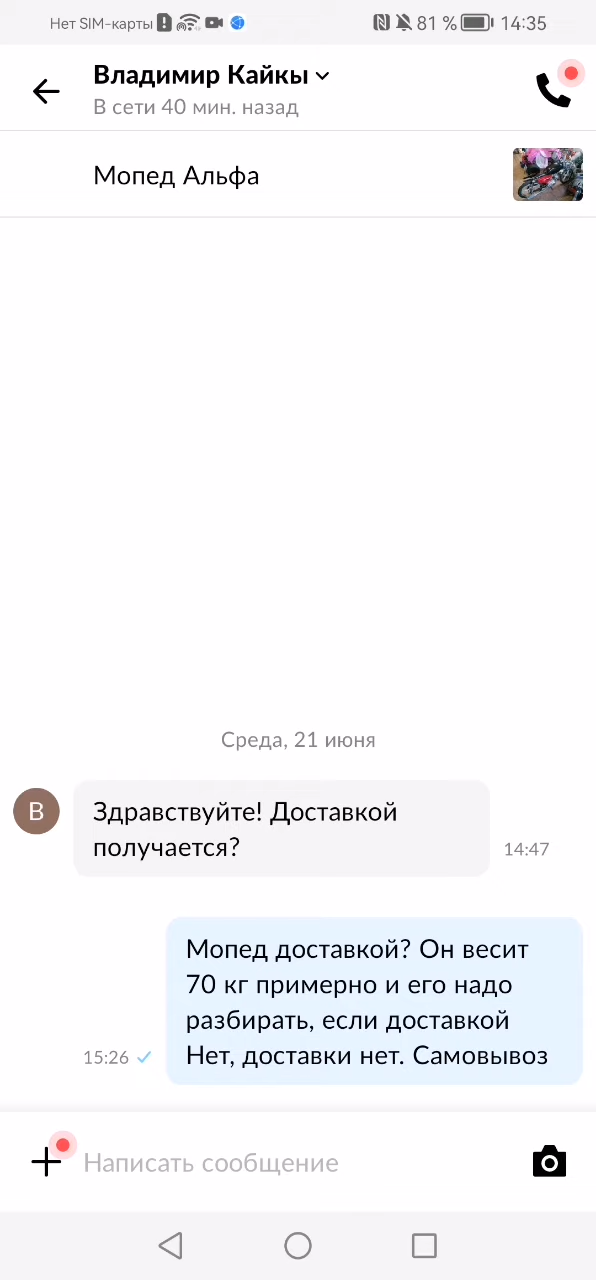 Нет SIM-карты 81 % 14:35
Владимир Кайкы
В сети 40 мин. назад
Мопед Альфа
Среда, 21 июня
В
Здравствуйте! Доставкой
получается?
14:47
Мопед доставкой? Он весит
70 кг примерно и его надо
разбирать, если доставкой
Нет, доставки нет. Самовывоз
15:26
Написать сообщение